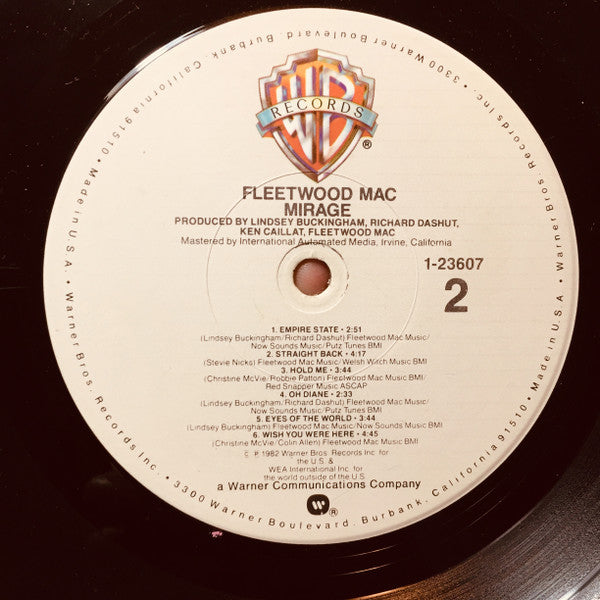 3300 Warner Boulevard, Burbank, California 91510 • Made in U.S.A. • Warner Bros. Records Inc. • 3300 Warner Boulevard, Burbank, California 91510 • Made in U.S.A. • Warner Bros. Records Inc. •
WB
RECORDS
®
FLEETWOOD MAC
MIRAGE
PRODUCED BY LINDSEY BUCKINGHAM, RICHARD DASHUT,
KEN CAILLAT, FLEETWOOD MAC
Mastered by International Automated Media, Irvine, California
1-23607
2
1. EMPIRE STATE • 2:51
(Lindsey Buckingham/Richard Dashut) Fleetwood Mac Music/
Now Sounds Music/Putz Tunes BMI
2. STRAIGHT BACK • 4:17
(Stevie Nicks) Fleetwood Mac Music/Welsh Witch Music BMI
3. HOLD ME • 3:44
(Christine McVie/Robbie Patton) Fleetwood Mac Music BMI/
Red Snapper Music ASCAP
4. OH DIANE • 2:33
(Lindsey Buckingham/Richard Dashut) Fleetwood Mac Music/
Now Sounds Music/Putz Tunes BMI
5. EYES OF THE WORLD • 3:44
(Lindsey Buckingham) Fleetwood Mac Music/Now Sounds Music BMI
6. WISH YOU WERE HERE • 4:45
(Christine McVie/Colin Allen) Fleetwood Mac Music BMI
© ℗ 1982 Warner Bros. Records Inc. for
the U.S. &
WEA International Inc. for
the world outside of the U.S.
a Warner Communications Company
®